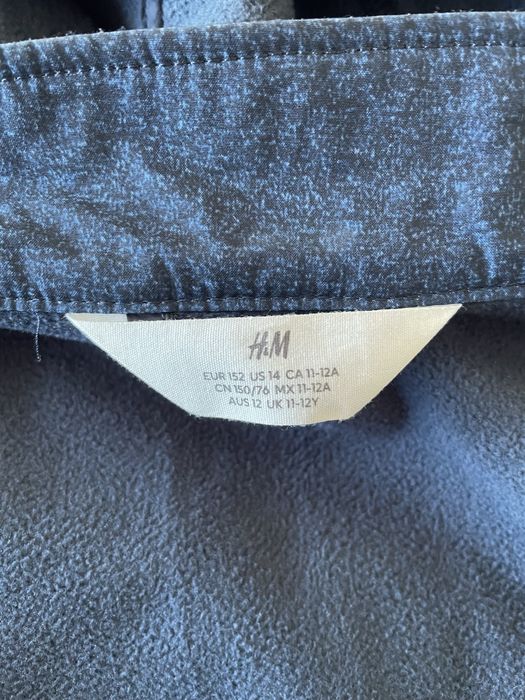 H&M
EUR 152 US 14 CA 11-12A
CN 150/76 MX 11-12A
AUS 12 UK 11-12Y